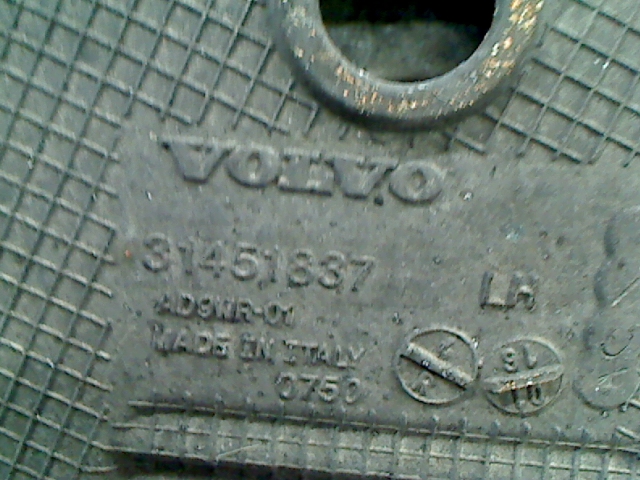 VOLVO
31451837
LH
AD9WR-01
MADE IN ITALY
0750